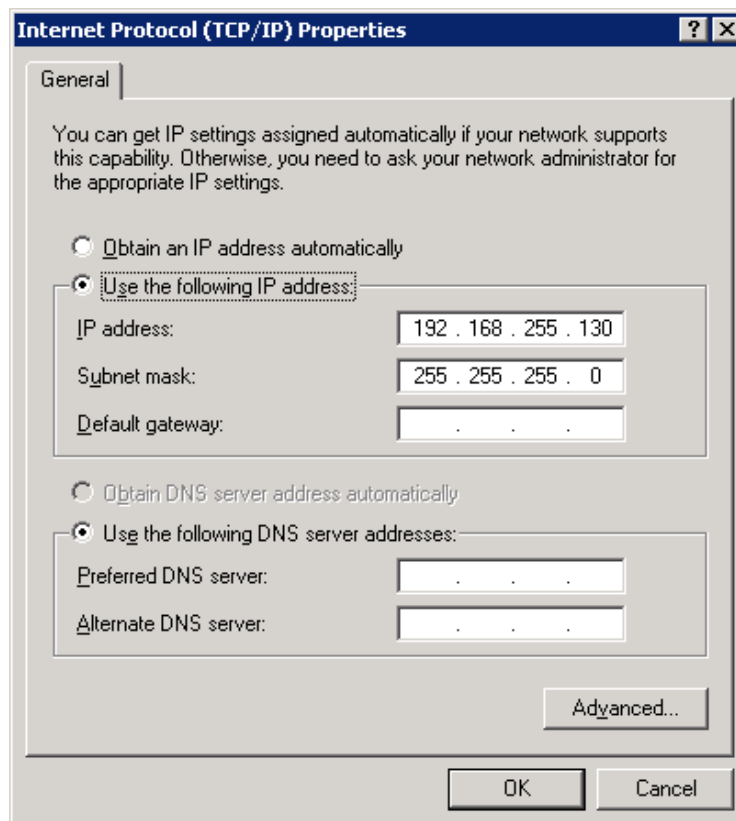 Internet Protocol (TCP/IP) Properties
General
You can get IP settings assigned automatically if your network supports
this capability. Otherwise, you need to ask your network administrator for
the appropriate IP settings.
Obtain an IP address automatically
Use the following IP address:
IP address: 192 . 168 . 255 . 130
Subnet mask: 255 . 255 . 255 . 0
Default gateway: . . .
Obtain DNS server address automatically
Use the following DNS server addresses:
Preferred DNS server: . . .
Alternate DNS server: . . .
Advanced...
OK Cancel